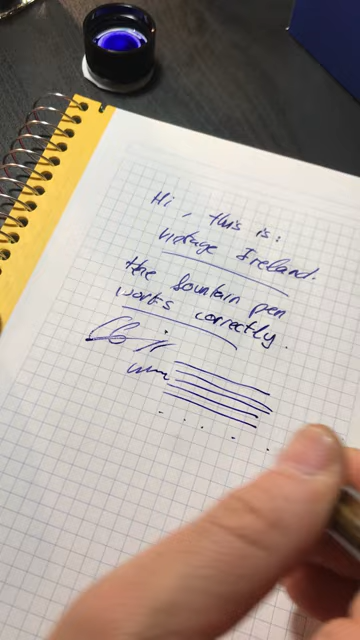 Hi, this is:
vintage Ireland.
the fountain pen
works correctly.